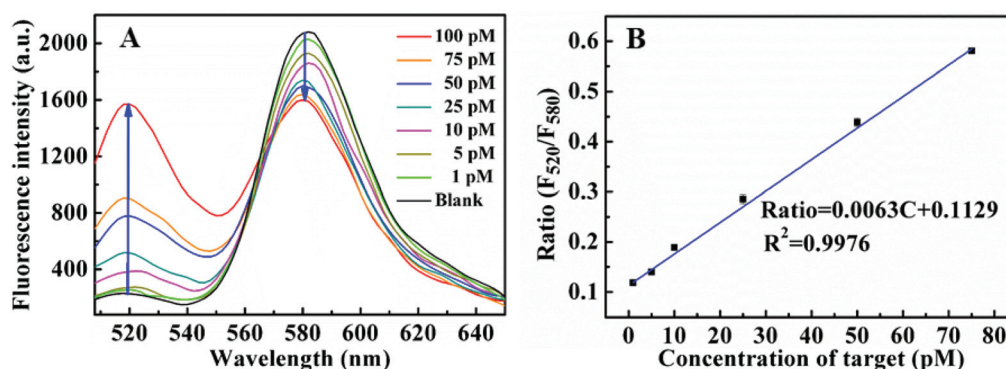 A
Fluorescence intensity (a.u.)
2000
1600
1200
800
400
100 pM
75 pM
50 pM
25 pM
10 pM
5 pM
1 pM
Blank
520 540 560 580 600 620 640
Wavelength (nm)
B
Ratio (F520/F580)
0.6
0.5
0.4
0.3
0.2
0.1
Ratio=0.0063C+0.1129
R²=0.9976
0 10 20 30 40 50 60 70 80
Concentration of target (pM)